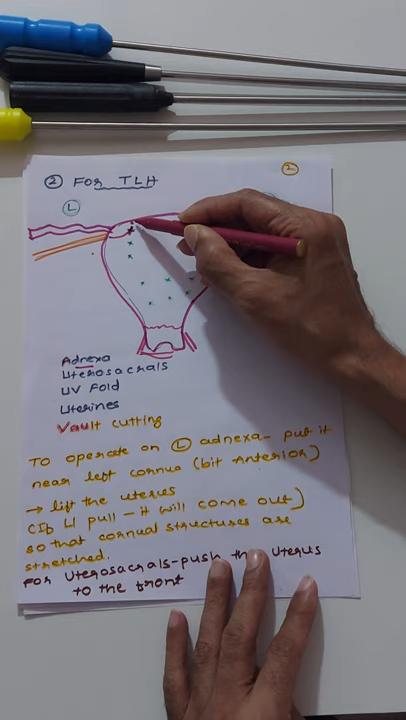 ② For TLH
②
Ⓛ
Adnexa
Uterosacrals
UV Fold
Uterines
Vault cutting
TO operate on Ⓛ adnexa - put it
near left cornua (bit Anterior)
→ lift the uterus
(Ib U pull - it will come out)
so that cornual structures are
stretched.
For Uterosacrals - push the Uterus
to the front